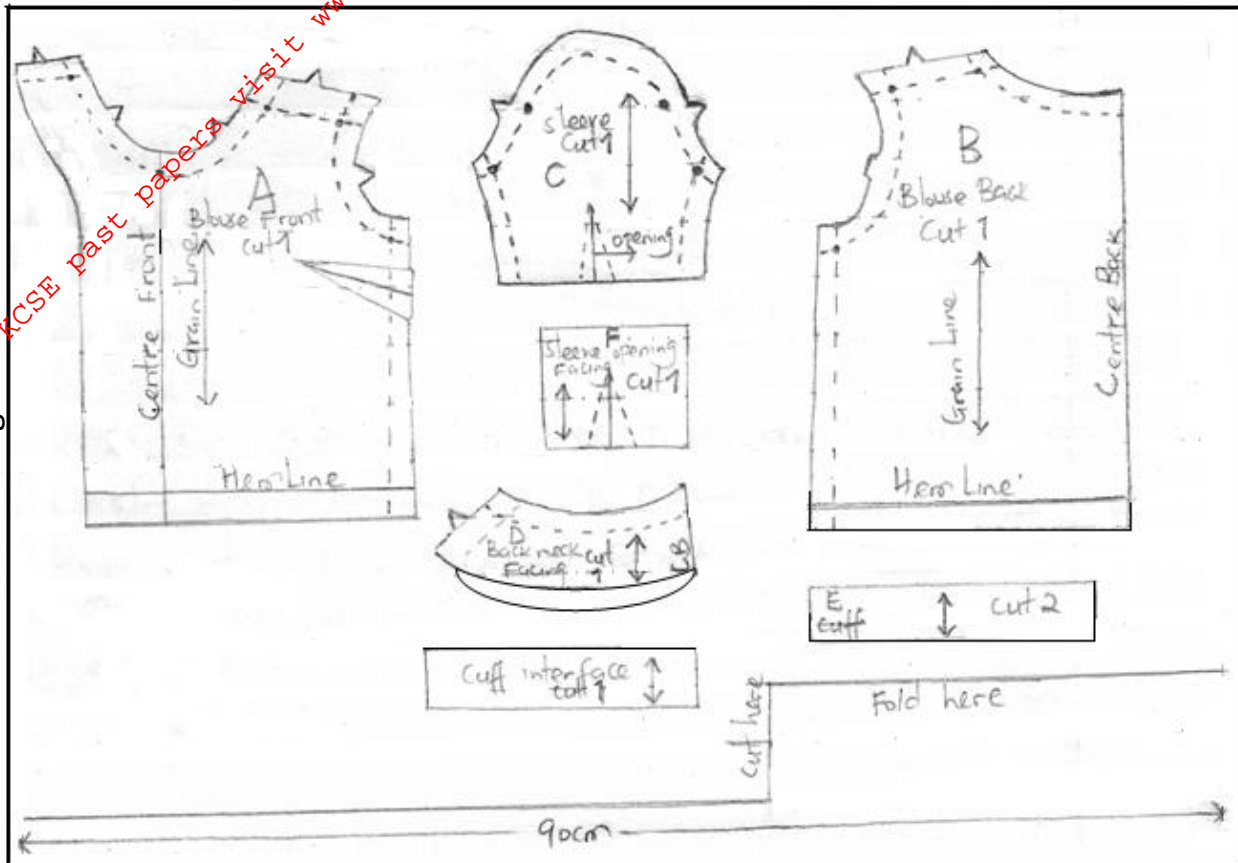 KCSE past papers visit ww
A
Blouse Front
Cut 1
Centre Front
Grain Line
Hem Line
Sleeve
Cut 1
C
opening
F
Sleeve opening
Facing
Cut 1
D
Back neck cut
Facing 1
CB
Cuff interface
cut 1
B
Blouse Back
Cut 1
Grain Line
Centre Back
Hem Line
E
Cuff
Cut 2
Cut here
Fold here
90cm